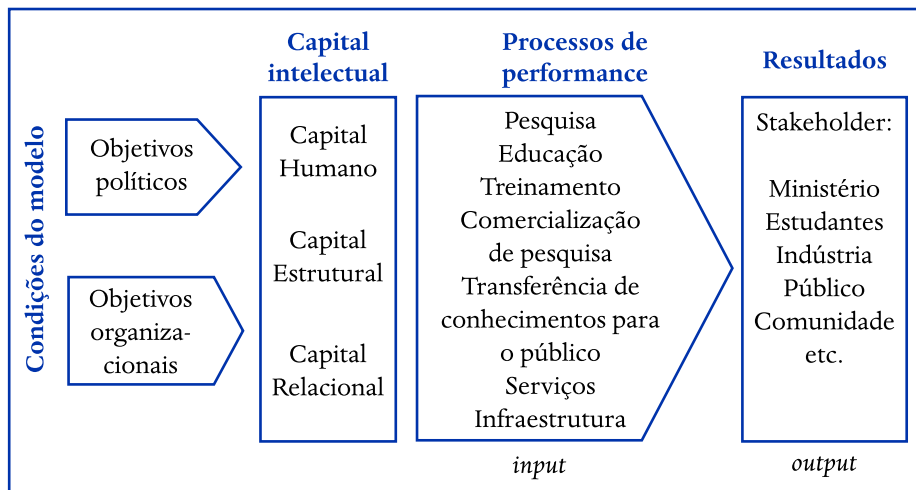 Condições do modelo
Objetivos
políticos
Objetivos
organiza-
cionais
Capital
intelectual
Capital
Humano
Capital
Estrutural
Capital
Relacional
Processos de
performance
Pesquisa
Educação
Treinamento
Comercialização
de pesquisa
Transferência de
conhecimentos para
o público
Serviços
Infraestrutura
input
Resultados
Stakeholder:
Ministério
Estudantes
Indústria
Público
Comunidade
etc.
output